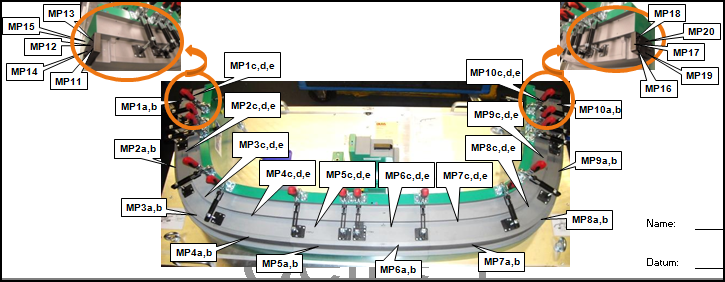 MP13
MP15
MP12
MP14
MP11
MP18
MP20
MP17
MP19
MP16
MP1c,d,e
MP10c,d,e
MP1a,b
MP2c,d,e
MP9c,d,e
MP10a,b
MP2a,b
MP3c,d,e
MP8c,d,e
MP9a,b
MP4c,d,e
MP5c,d,e
MP6c,d,e
MP7c,d,e
MP3a,b
MP8a,b
MP4a,b
MP5a,b
MP6a,b
MP7a,b
Name:
Datum: